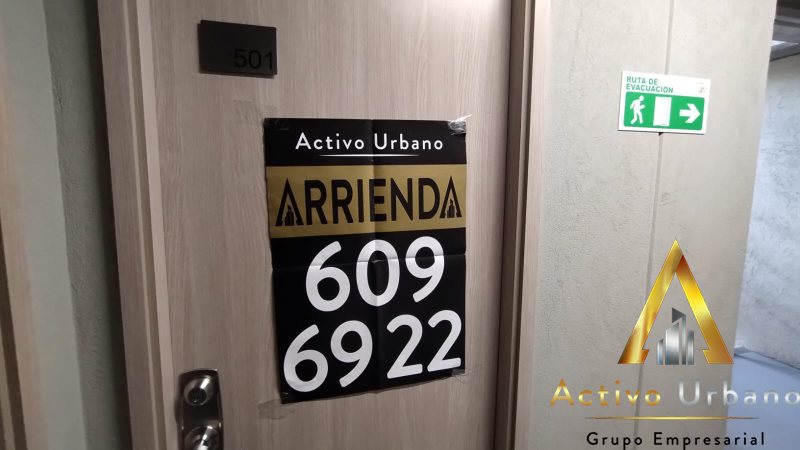 501
Activo Urbano
ARRIENDA
609
6922
RUTA DE
EVACUACIÓN
Activo Urbano
Grupo Empresarial